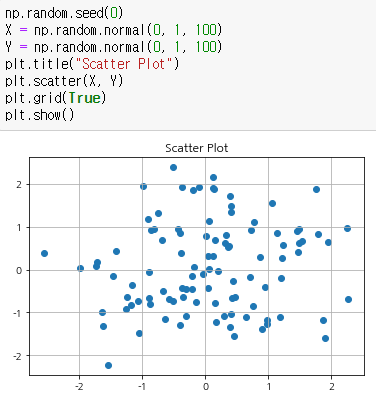 np.random.seed(0)
X = np.random.normal(0, 1, 100)
Y = np.random.normal(0, 1, 100)
plt.title("Scatter Plot")
plt.scatter(X, Y)
plt.grid(True)
plt.show()
Scatter Plot
2
1
0
-1
-2
-2 -1 0 1 2